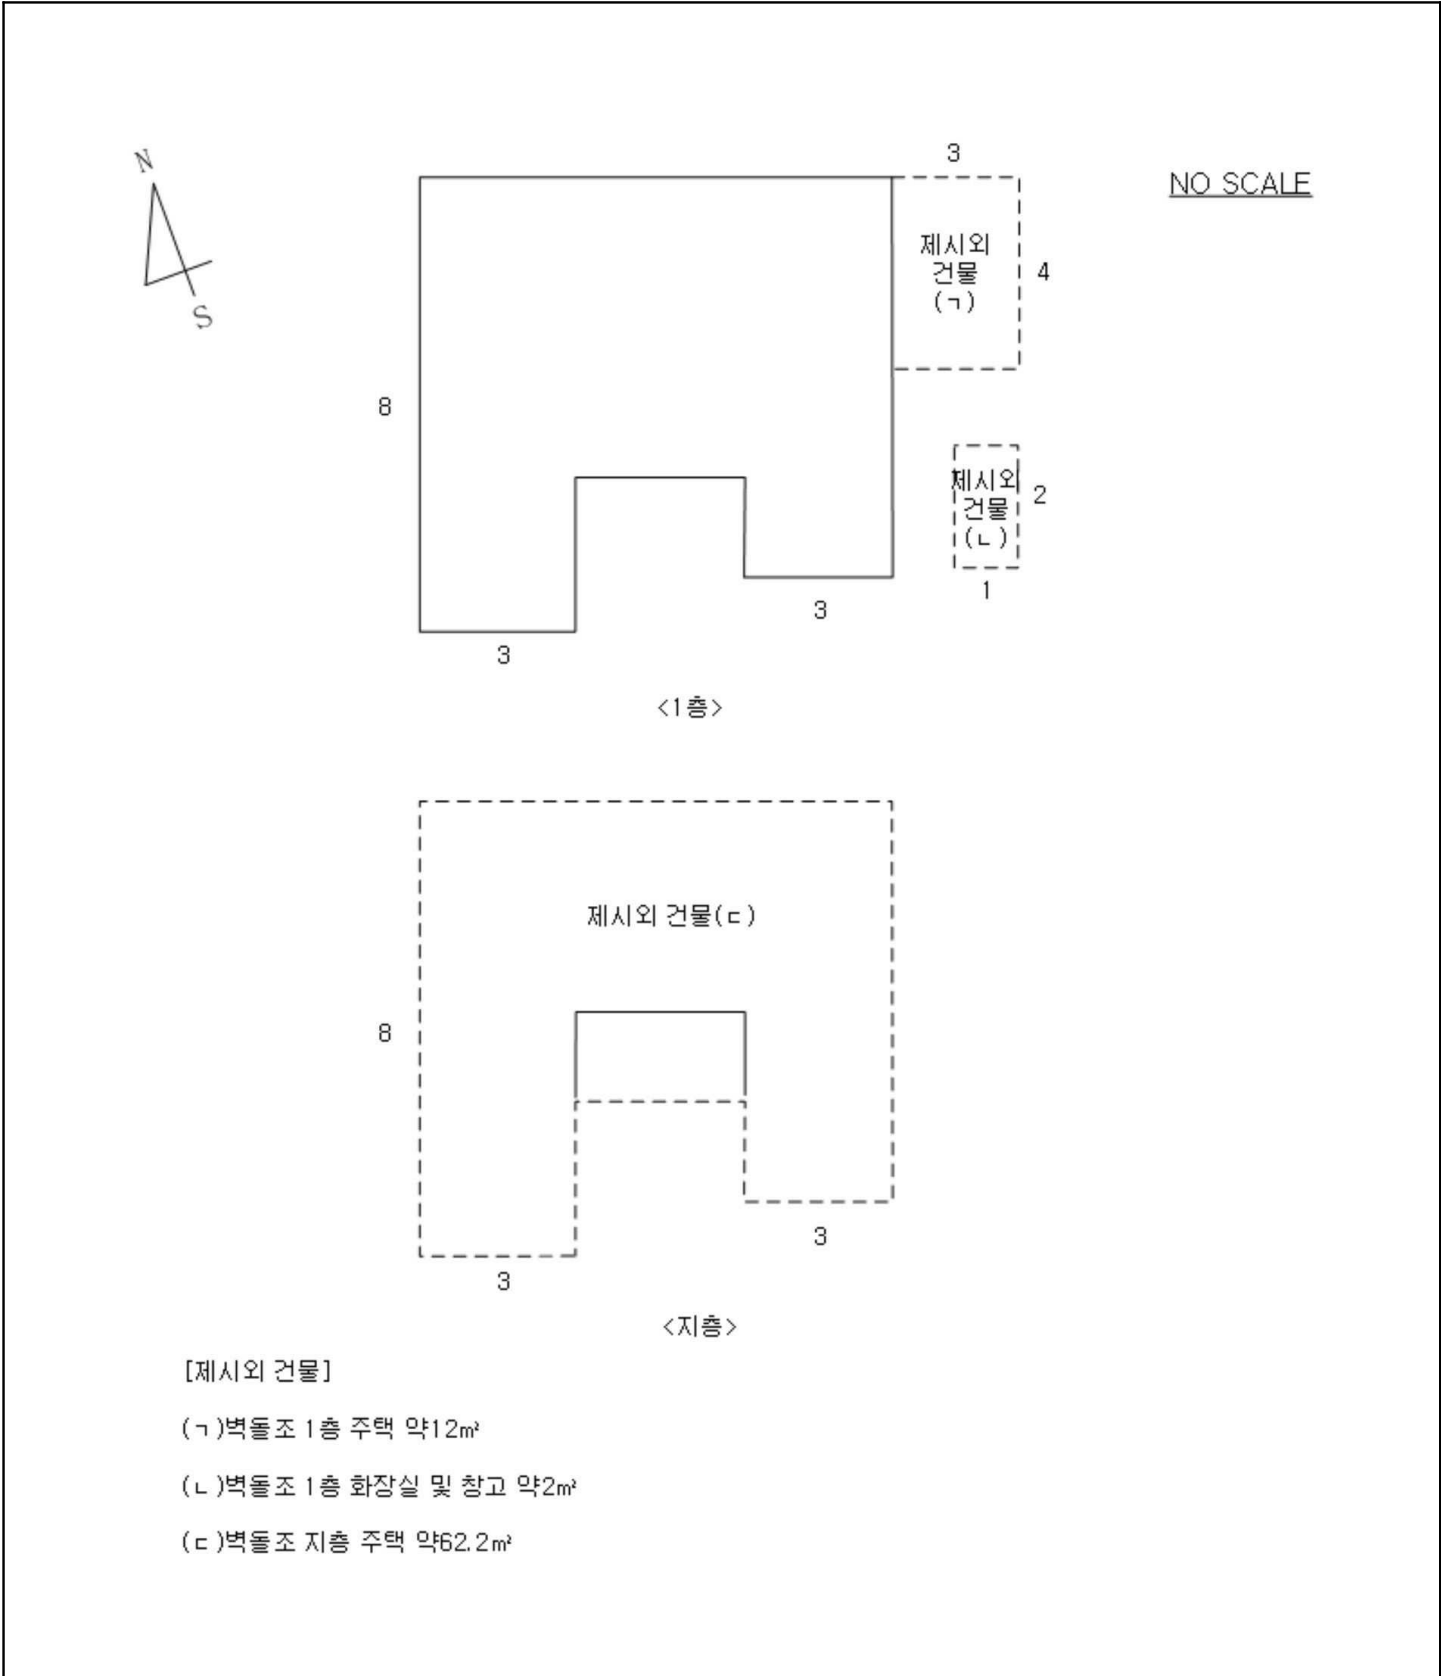 N
S
NO SCALE
3
제시외
건물
(ㄱ)
4
8
제시외
건물
(ㄴ)
2
1
3
3
<1층>
제시외 건물(ㄷ)
8
3
3
<지층>
[제시외 건물]
(ㄱ)벽돌조 1층 주택 약12㎡
(ㄴ)벽돌조 1층 화장실 및 창고 약2㎡
(ㄷ)벽돌조 지층 주택 약62.2㎡